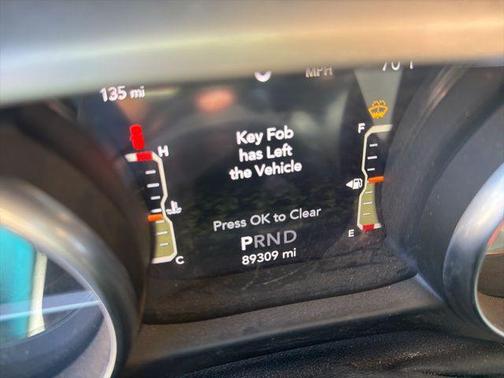 135 mi
MPH
H
Key Fob
has Left
the Vehicle
F
Press OK to Clear
PRND
C
89309 mi
E